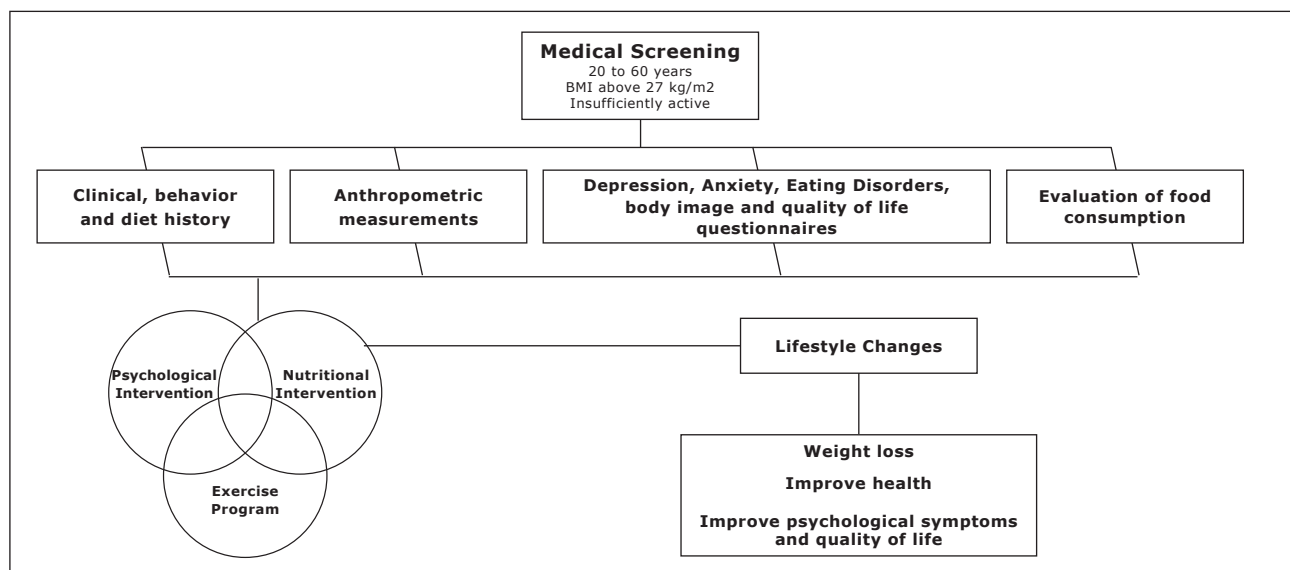 Medical Screening
20 to 60 years
BMI above 27 kg/m2
Insufficiently active
Clinical, behavior
and diet history
Anthropometric
measurements
Depression, Anxiety, Eating Disorders,
body image and quality of life
questionnaires
Evaluation of food
consumption
Psychological
Intervention
Nutritional
Intervention
Exercise
Program
Lifestyle Changes
Weight loss
Improve health
Improve psychological symptoms
and quality of life